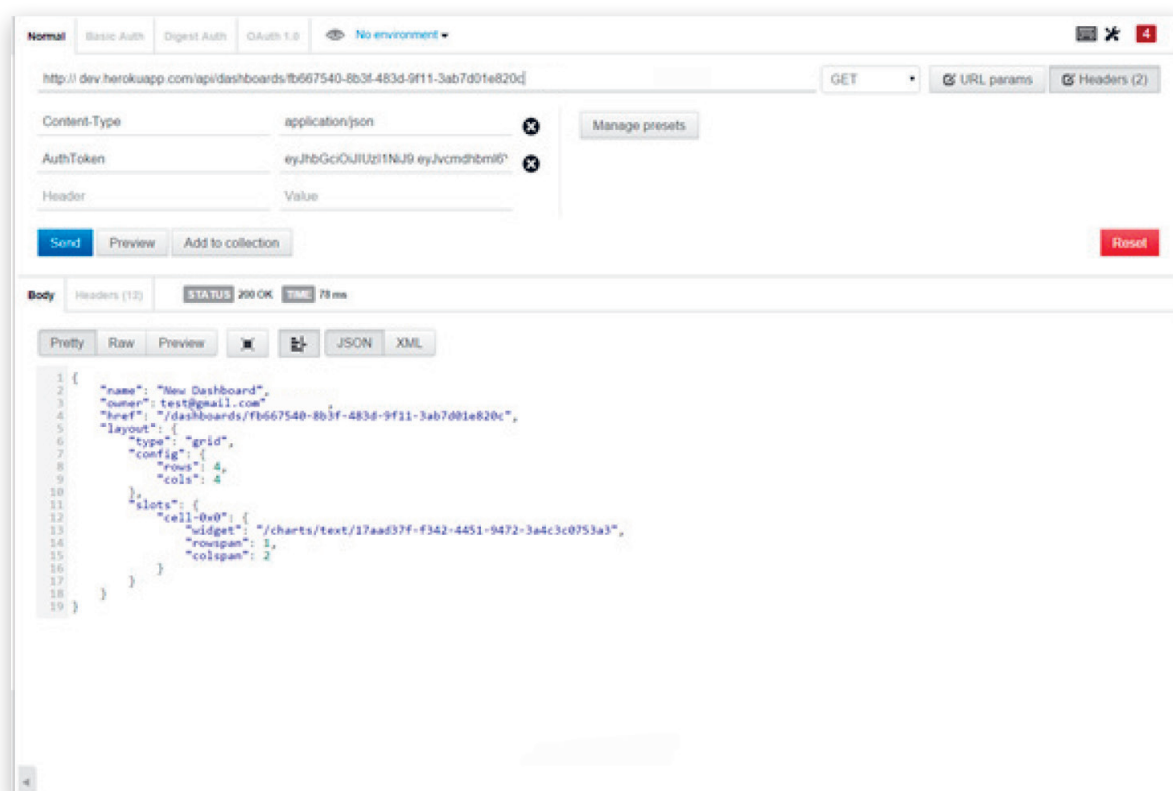 Normal Basic Auth Digest Auth OAuth 1.0 No environment 4
http:// dev.herokuapp.com/api/dashboards/fb667540-8b3f-483d-9f11-3ab7d01e820c GET URL params Headers (2)
Content-Type application/json Manage presets
AuthToken
Header Value
Send Preview Add to collection Reset
Body Headers (13) STATUS 200 OK TIME 78 ms
Pretty Raw Preview JSON XML
1 {
2 "name": "New Dashboard",
3 "owner": test@gmail.com"
4 "href": "/dashboards/fb667540-8b3f-483d-9f11-3ab7d01e820c",
5 "layout": {
6 "type": "grid",
7 "config": {
8 "rows": 4,
9 "cols": 4
10 },
11 "slots": {
12 "cell-0x0": {
13 "widget": "/charts/text/17aad37f-f342-4451-9472-3a4c3c0753a3",
14 "rowspan": 1,
15 "colspan": 2
16 }
17 }
18 }
19 }